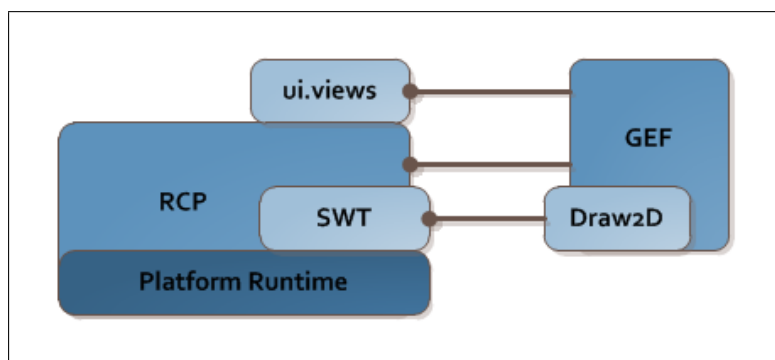 ui.views
GEF
RCP
SWT
Draw2D
Platform Runtime